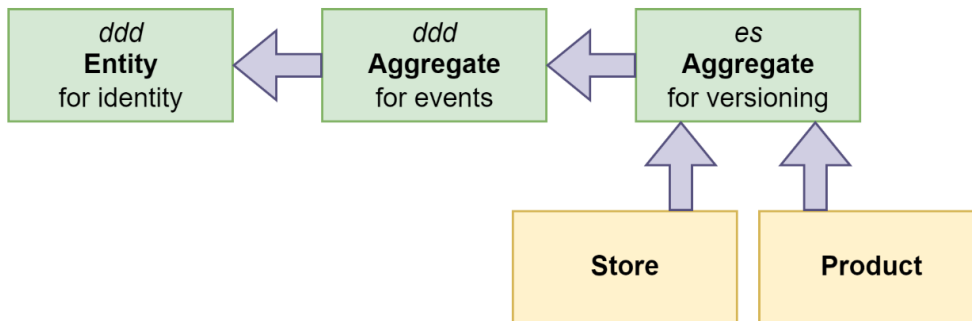 ddd
Entity
for identity
ddd
Aggregate
for events
es
Aggregate
for versioning
Store
Product